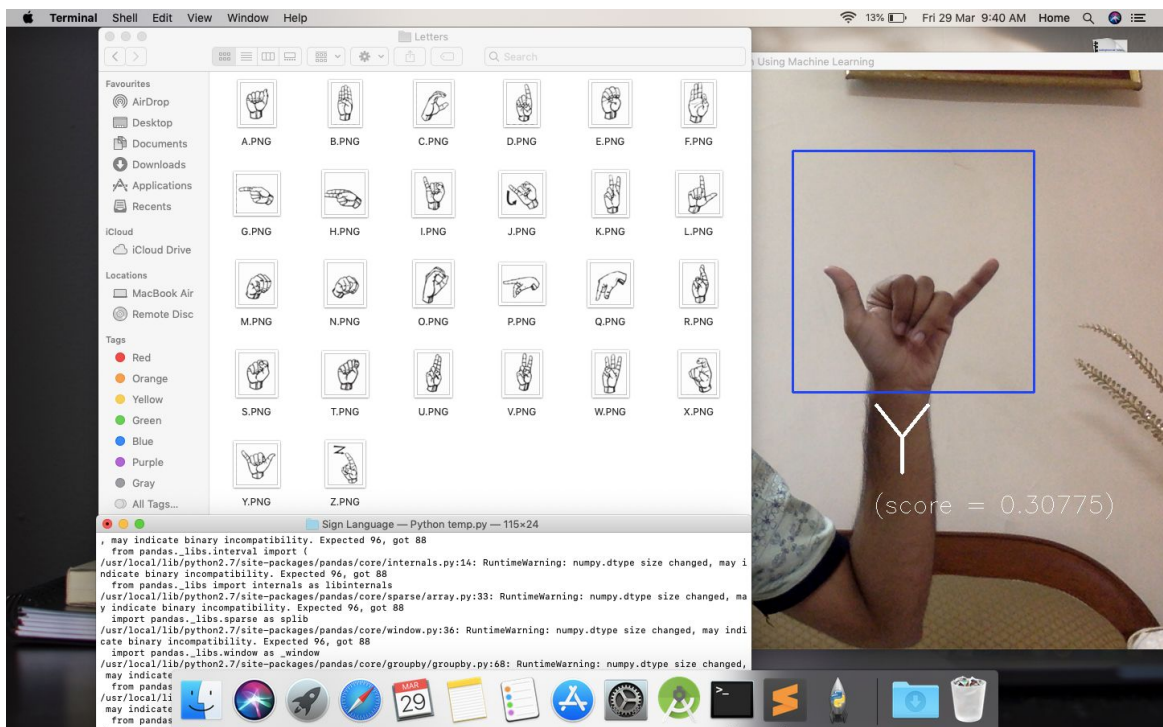 Terminal Shell Edit View Window Help 13% Fri 29 Mar 9:40 AM Home
Letters
Search
Favourites
AirDrop
Desktop
Documents
Downloads
Applications
Recents
iCloud
iCloud Drive
Locations
MacBook Air
Remote Disc
Tags
Red
Orange
Yellow
Green
Blue
Purple
Gray
All Tags...
A.PNG B.PNG C.PNG D.PNG E.PNG F.PNG
G.PNG H.PNG I.PNG J.PNG K.PNG L.PNG
M.PNG N.PNG O.PNG P.PNG Q.PNG R.PNG
S.PNG T.PNG U.PNG V.PNG W.PNG X.PNG
Z
Y.PNG Z.PNG
Using Machine Learning
Y
(score = 0.30775)
Sign Language — Python temp.py — 115×24
, may indicate binary incompatibility. Expected 96, got 88
from pandas._libs.interval import (
/usr/local/lib/python2.7/site-packages/pandas/core/internals.py:14: RuntimeWarning: numpy.dtype size changed, may i
ndicate binary incompatibility. Expected 96, got 88
from pandas._libs import internals as libinternals
/usr/local/lib/python2.7/site-packages/pandas/core/sparse/array.py:33: RuntimeWarning: numpy.dtype size changed, ma
y indicate binary incompatibility. Expected 96, got 88
import pandas._libs.sparse as splib
/usr/local/lib/python2.7/site-packages/pandas/core/window.py:36: RuntimeWarning: numpy.dtype size changed, may indi
cate binary incompatibility. Expected 96, got 88
import pandas._libs.window as _window
/usr/local/lib/python2.7/site-packages/pandas/core/groupby/groupby.py:68: RuntimeWarning: numpy.dtype size changed,
may indicate
from pandas
/usr/local/li
may indicate
from pandas
MAR
29